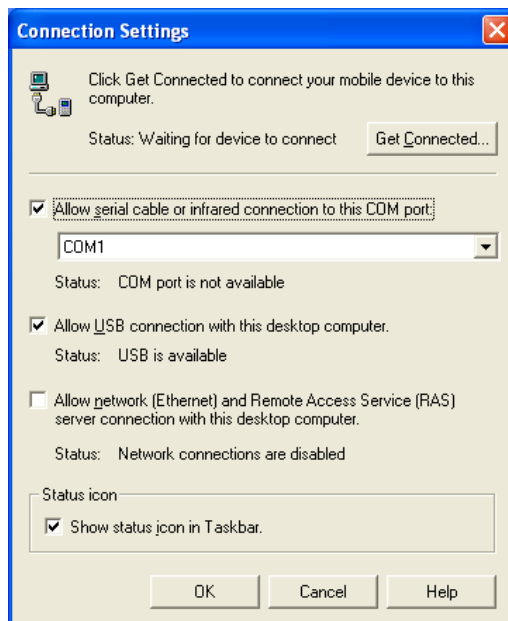 Connection Settings
Click Get Connected to connect your mobile device to this
computer.
Status: Waiting for device to connect
Get Connected...
Allow serial cable or infrared connection to this COM port:
COM1
Status: COM port is not available
Allow USB connection with this desktop computer.
Status: USB is available
Allow network (Ethernet) and Remote Access Service (RAS)
server connection with this desktop computer.
Status: Network connections are disabled
Status icon
Show status icon in Taskbar.
OK Cancel Help